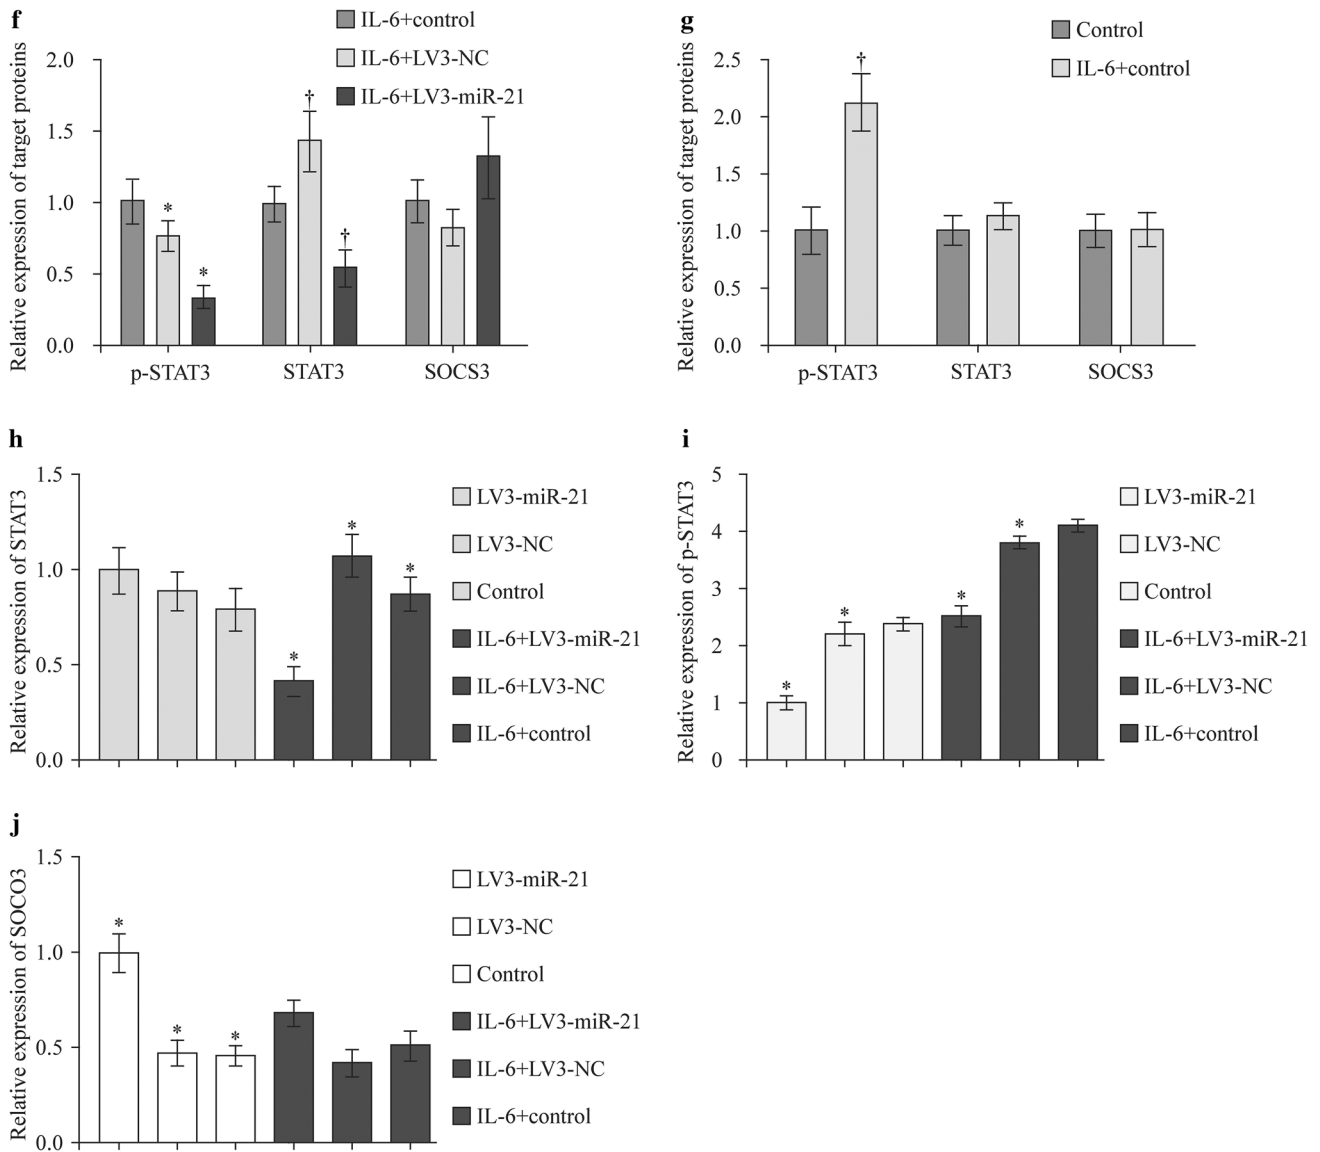 f
IL-6+control
IL-6+LV3-NC
IL-6+LV3-miR-21
Relative expression of target proteins
2.0
1.5
1.0
0.5
0.0
*
*
†
†
p-STAT3 STAT3 SOCS3
g
Control
IL-6+control
Relative expression of target proteins
2.5
2.0
1.5
1.0
0.5
0.0
†
p-STAT3 STAT3 SOCS3
h
Relative expression of STAT3
1.5
1.0
0.5
0.0
*
*
*
LV3-miR-21
LV3-NC
Control
IL-6+LV3-miR-21
IL-6+LV3-NC
IL-6+control
i
Relative expression of p-STAT3
5
4
3
2
1
0
*
*
*
*
LV3-miR-21
LV3-NC
Control
IL-6+LV3-miR-21
IL-6+LV3-NC
IL-6+control
j
Relative expression of SOCO3
1.5
1.0
0.5
0.0
*
*
*
LV3-miR-21
LV3-NC
Control
IL-6+LV3-miR-21
IL-6+LV3-NC
IL-6+control